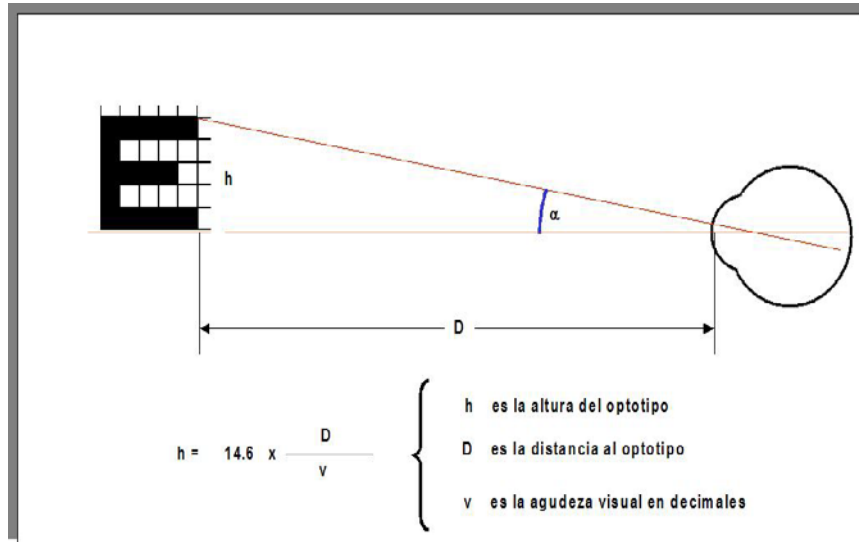 h
α
D
h es la altura del optotipo
h = 14.6 x D
v
D es la distancia al optotipo
v es la agudeza visual en decimales